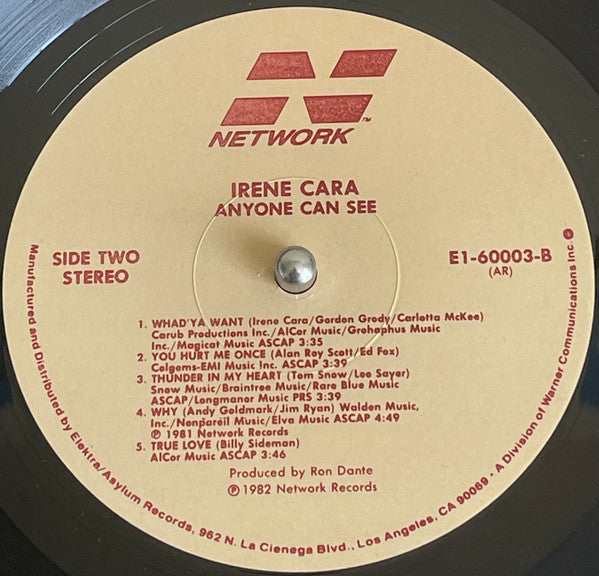 NETWORK™
IRENE CARA
ANYONE CAN SEE
SIDE TWO
STEREO
E1-60003-B
(AR)
1. WHAD'YA WANT (Irene Cara/Gordon Grody/Carlotta McKee)
Carub Productions Inc./AlCor Music/Grohaphus Music
Inc./Magicat Music ASCAP 3:35
2. YOU HURT ME ONCE (Alan Roy Scott/Ed Fox)
Colgems-EMI Music Inc. ASCAP 3:39
3. THUNDER IN MY HEART (Tom Snow/Leo Sayer)
Snow Music/Braintree Music/Rare Blue Music
ASCAP/Longmanor Music PRS 3:39
4. WHY (Andy Goldmark/Jim Ryan) Walden Music,
Inc./Nonpareil Music/Elva Music ASCAP 4:49
℗ 1981 Network Records
5. TRUE LOVE (Billy Sideman)
AlCor Music ASCAP 3:46
Produced by Ron Dante
℗ 1982 Network Records
Manufactured and Distributed by Elektra/Asylum Records, 962 N. La Cienega Blvd., Los Angeles, CA 90069 · A Division of Warner Communications Inc.